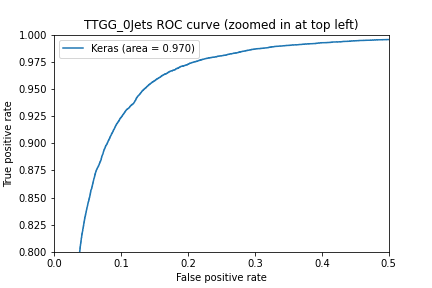 TTGG_0Jets ROC curve (zoomed in at top left)
Keras (area = 0.970)
True positive rate
1.000
0.975
0.950
0.925
0.900
0.875
0.850
0.825
0.800
0.0 0.1 0.2 0.3 0.4 0.5
False positive rate